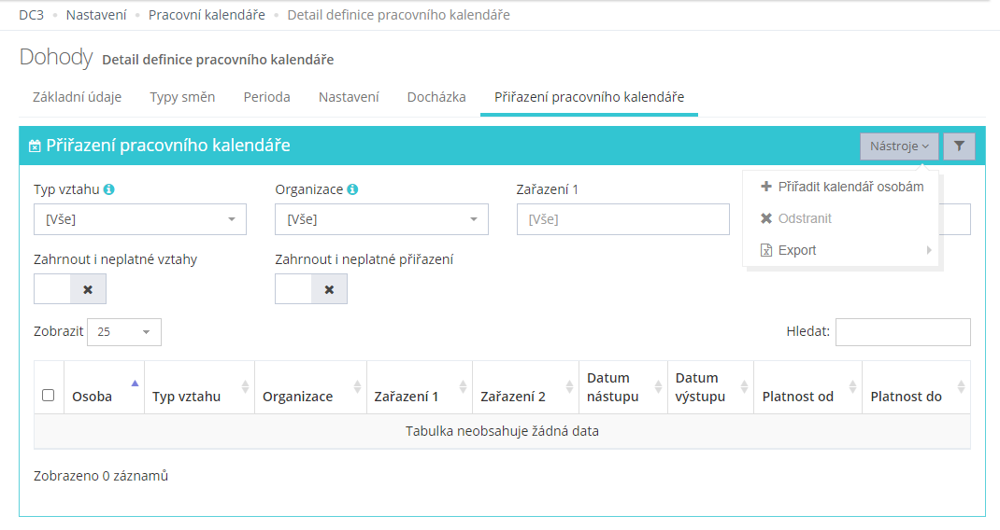 DC3 • Nastavení • Pracovní kalendáře • Detail definice pracovního kalendáře
Dohody Detail definice pracovního kalendáře
Základní údaje Typy směn Perioda Nastavení Docházka Přiřazení pracovního kalendáře
Přiřazení pracovního kalendáře Nástroje
Přiřadit kalendář osobám
Odstranit
Export
Typ vztahu Organizace Zařazení 1
[Vše] [Vše] [Vše]
Zahrnout i neplatné vztahy Zahrnout i neplatné přiřazení
Zobrazit 25 Hledat:
Osoba Typ vztahu Organizace Zařazení 1 Zařazení 2 Datum nástupu Datum výstupu Platnost od Platnost do
Tabulka neobsahuje žádná data
Zobrazeno 0 záznamů